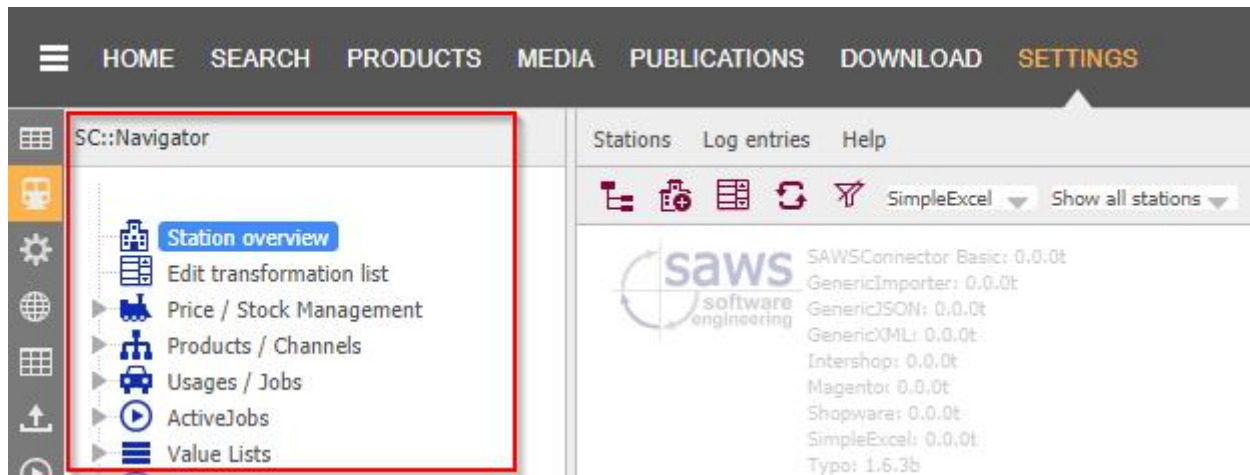 HOME SEARCH PRODUCTS MEDIA PUBLICATIONS DOWNLOAD SETTINGS
SC::Navigator
Station overview
Edit transformation list
Price / Stock Management
Products / Channels
Usages / Jobs
ActiveJobs
Value Lists
Stations Log entries Help
SimpleExcel Show all stations
saws
software
engineering
SAWSConnector Basic: 0.0.0t
GenericImporter: 0.0.0t
GenericJSON: 0.0.0t
GenericXML: 0.0.0t
Intershop: 0.0.0t
Magento: 0.0.0t
Shopware: 0.0.0t
SimpleExcel: 0.0.0t
Typo: 1.6.3b